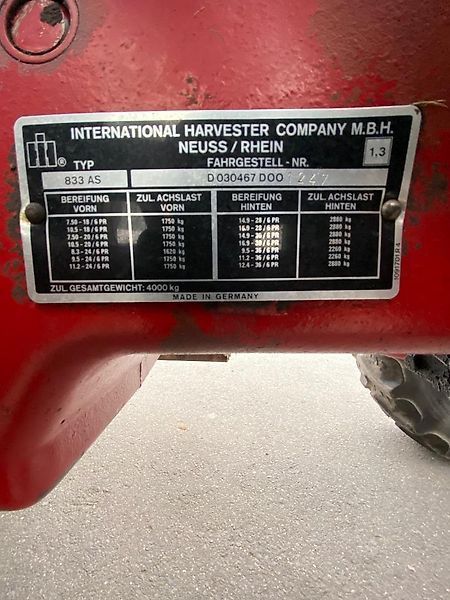 INTERNATIONAL HARVESTER COMPANY M.B.H.
NEUSS / RHEIN
IH ® TYP FAHRGESTELL - NR. 1.3
833 AS D 030467 D00 1247
BEREIFUNG VORN ZUL. ACHSLAST VORN BEREIFUNG HINTEN ZUL. ACHSLAST HINTEN
7.50 - 18 / 6 PR 1750 kg 14.9 - 28 / 6 PR 2880 kg
10.5 - 18 / 6 PR 1750 kg 16.9 - 28 / 6 PR 2880 kg
7.50 - 20 / 6 PR 1750 kg 14.9 - 30 / 6 PR 2880 kg
10.5 - 20 / 6 PR 1750 kg 16.9 - 30 / 6 PR 2880 kg
8.3 - 24 / 6 PR 1620 kg 9.5 - 36 / 6 PR 2260 kg
9.5 - 24 / 6 PR 1750 kg 11.2 - 36 / 6 PR 2260 kg
11.2 - 24 / 6 PR 1750 kg 12.4 - 36 / 6 PR 2880 kg
ZUL. GESAMTGEWICHT: 4000 kg
MADE IN GERMANY
1091701 R 4